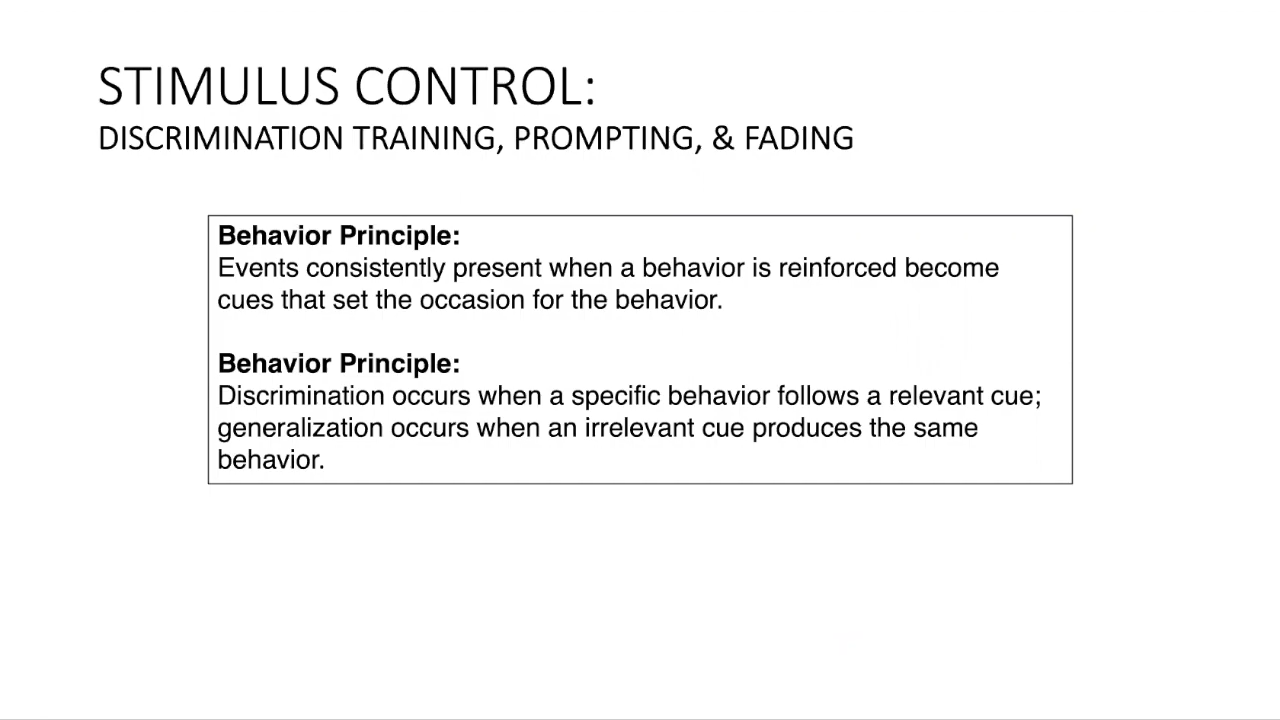 STIMULUS CONTROL:
DISCRIMINATION TRAINING, PROMPTING, & FADING
Behavior Principle:
Events consistently present when a behavior is reinforced become
cues that set the occasion for the behavior.
Behavior Principle:
Discrimination occurs when a specific behavior follows a relevant cue;
generalization occurs when an irrelevant cue produces the same
behavior.